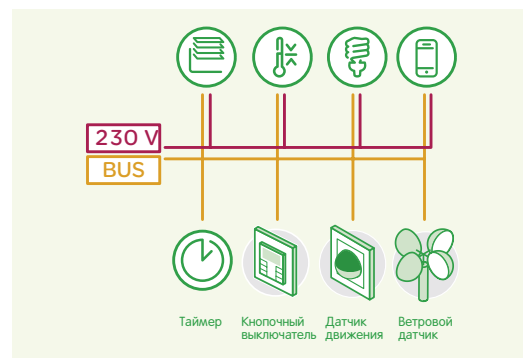 230 V
BUS
Таймер
Кнопочный
выключатель
Датчик
движения
Ветровой
датчик